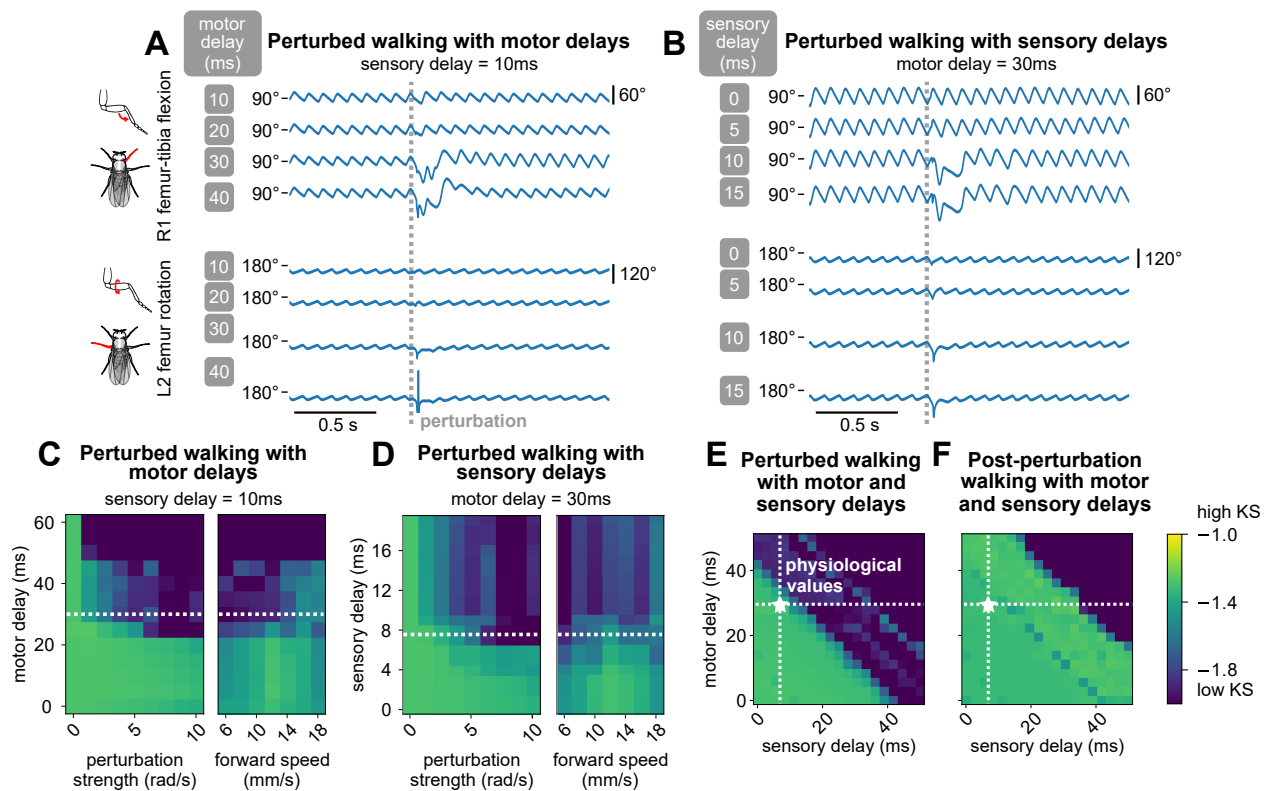 A
motor
delay
(ms)
Perturbed walking with motor delays
sensory delay = 10ms
R1 femur-tibia flexion
10
90°
60°
20
90°
30
90°
40
90°
L2 femur rotation
10
180°
120°
20
180°
30
180°
40
180°
0.5 s
perturbation
B
sensory
delay
(ms)
Perturbed walking with sensory delays
motor delay = 30ms
0
90°
60°
5
90°
10
90°
15
90°
0
180°
120°
5
180°
10
180°
15
180°
0.5 s
C
Perturbed walking with
motor delays
sensory delay = 10ms
motor delay (ms)
60
40
20
0
0
5
10
perturbation
strength (rad/s)
6
10
14
18
forward speed
(mm/s)
D
Perturbed walking with
sensory delays
motor delay = 30ms
sensory delay (ms)
16
12
8
4
0
0
5
10
perturbation
strength (rad/s)
6
10
14
18
forward speed
(mm/s)
E
Perturbed walking
with motor and
sensory delays
physiological
values
motor delay (ms)
40
20
0
0
20
40
sensory delay (ms)
F
Post-perturbation
walking with motor
and sensory delays
0
20
40
sensory delay (ms)
high KS
−1.0
−1.4
−1.8
low KS